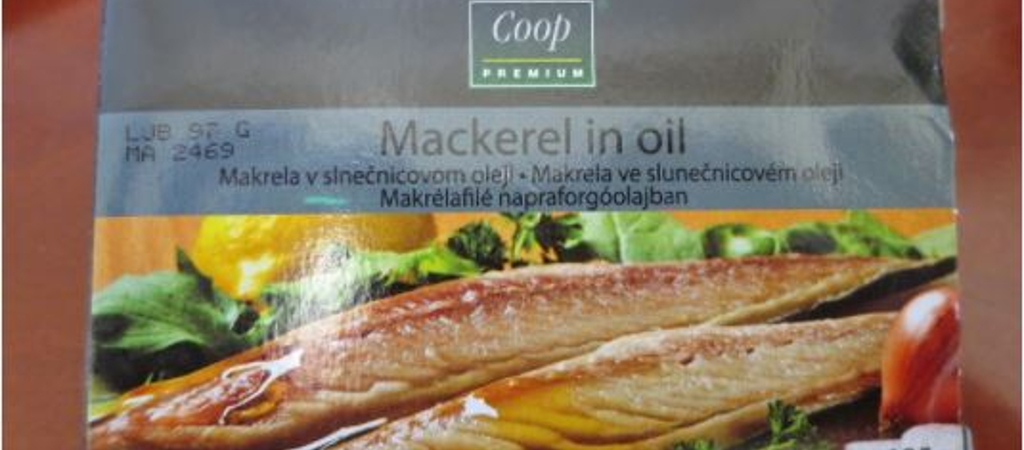 Coop
PREMIUM
LJB 97 G
MA 2469
Mackerel in oil
Makrela v slnečnicovom oleji • Makrela ve slunečnicovém oleji
Makrélafilé napraforgóolajban